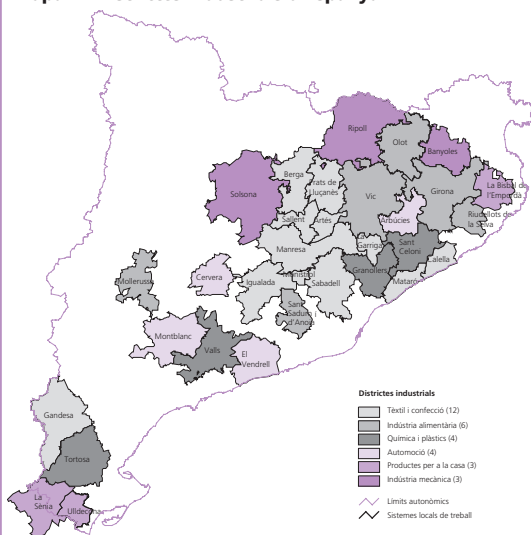 Ripoll
Olot
Banyoles
Berga
Prats de
Lluçanès
Solsona
Vic
Girona
La Bisbal de
l'Empordà
Sallent
Artés
Arbúcies
Riudellots de
la Selva
Manresa
Garriga
Sant
Celoni
Calella
Mollerussa
Cervera
Igualada
Monistrol
Sabadell
Granollers
Mataró
Sant
Sadurní
d'Anoia
Montblanc
Valls
El
Vendrell
Gandesa
Tortosa
La
Sènia
Ulldecona
Districtes industrials
Tèxtil i confecció (12)
Indústria alimentària (6)
Química i plàstics (4)
Automoció (4)
Productes per a la casa (3)
Indústria mecànica (3)
Límits autonòmics
Sistemes locals de treball